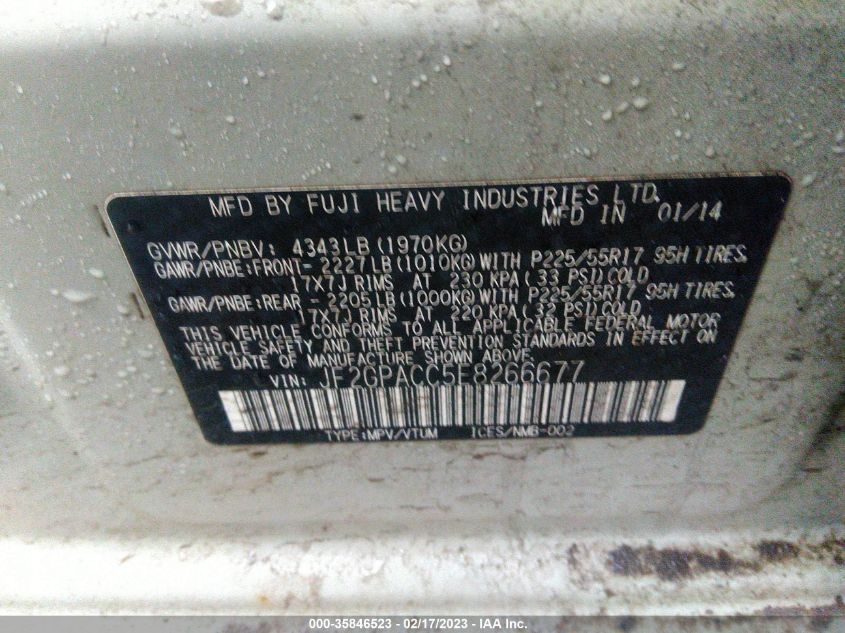 MFD BY FUJI HEAVY INDUSTRIES LTD.
MFD IN 01/14
GVWR/PNBV: 4343LB(1970KG)
GAWR/PNBE:FRONT- 2227LB(1010KG)WITH P225/55R17 95H TIRES,
17X7J RIMS AT 230 KPA(33 PSI)COLD
GAWR/PNBE:REAR - 2205LB(1000KG)WITH P225/55R17 95H TIRES,
17X7J RIMS AT 220 KPA(32 PSI)COLD,
THIS VEHICLE CONFORMS TO ALL APPLICABLE FEDERAL MOTOR
VEHICLE SAFETY AND THEFT PREVENTION STANDARDS IN EFFECT ON
THE DATE OF MANUFACTURE SHOWN ABOVE.
VIN: JF2GPACC5E8266677
TYPE:MPV/VTUM ICES/NMB-002
000-35846523 - 02/17/2023 - IAA Inc.